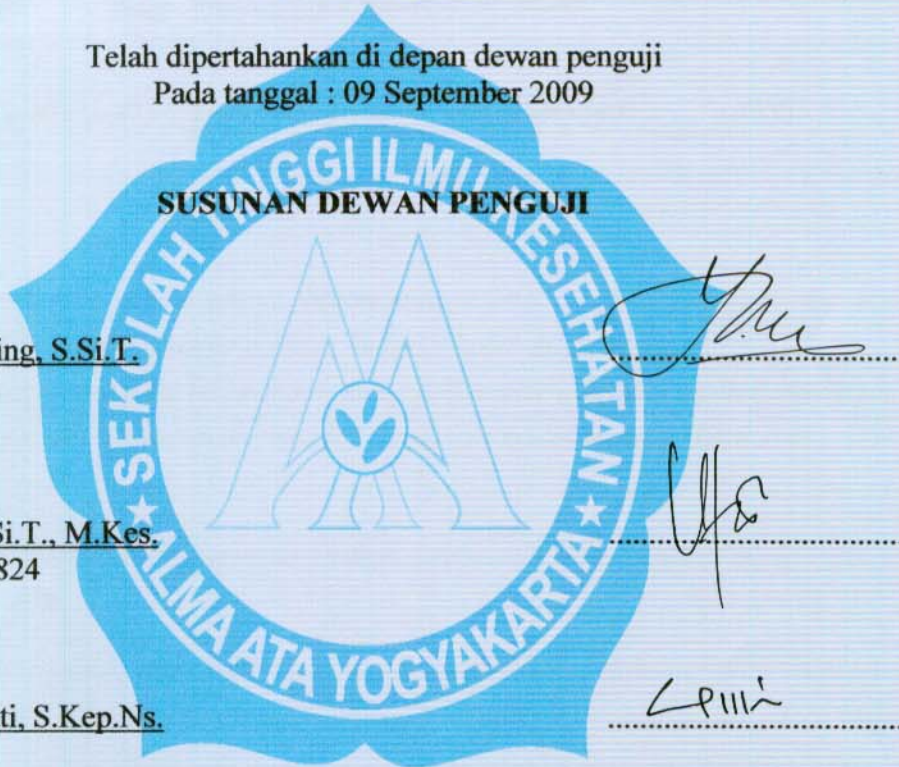 Telah dipertahankan di depan dewan penguji
Pada tanggal : 09 September 2009
SEKOLAH TINGGI ILMU KESEHATAN
★ ALMA ATA YOGYAKARTA ★
SUSUNAN DEWAN PENGUJI
ing, S.Si.T.
Si.T., M.Kes.
824
ti, S.Kep.Ns.